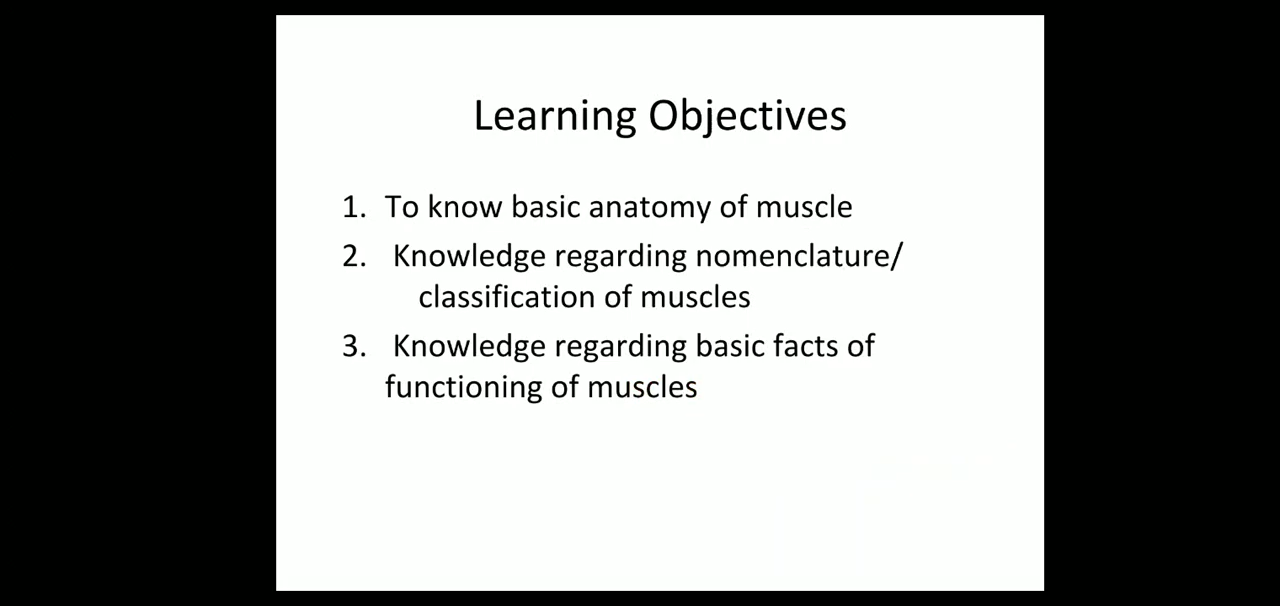 Learning Objectives
1. To know basic anatomy of muscle
2. Knowledge regarding nomenclature/
classification of muscles
3. Knowledge regarding basic facts of
functioning of muscles